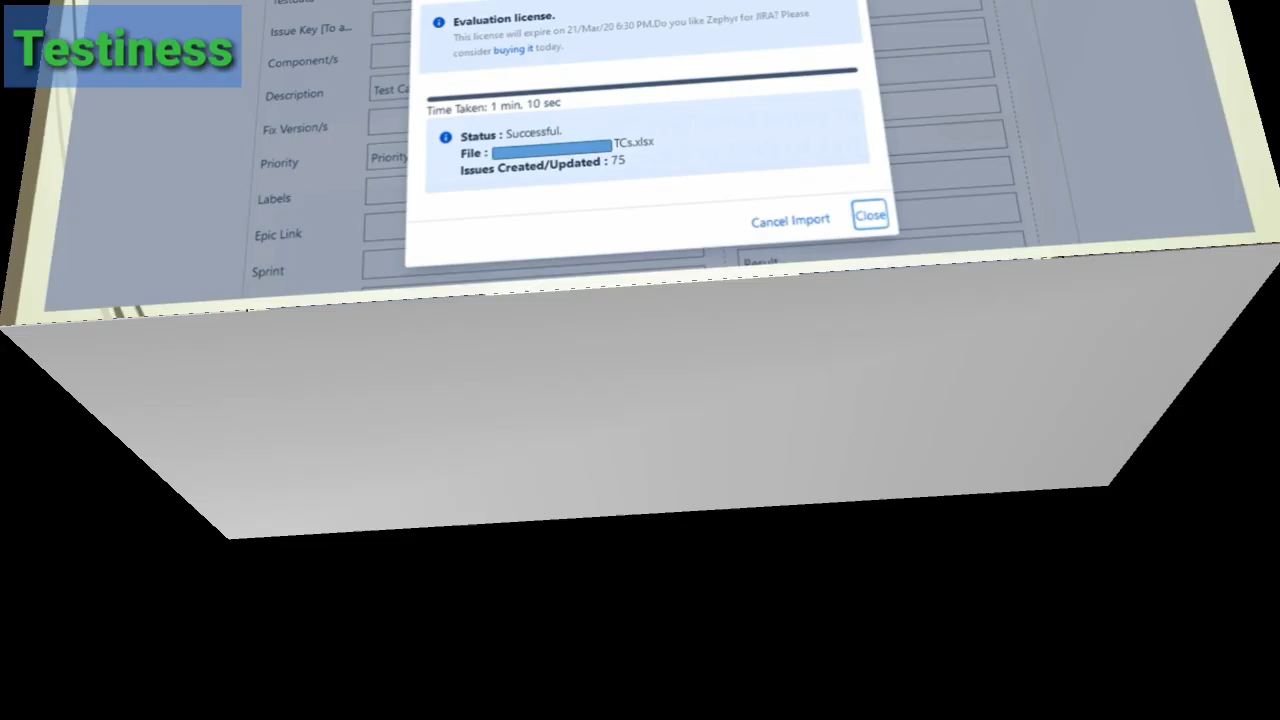 Testiness
Issue Key [To a...
Component/s
Description
Test Ca
Fix Version/s
Priority
Priority
Labels
Epic Link
Sprint
Evaluation license.
This license will expire on 21/Mar/20 6:30 PM.Do you like Zephyr for JIRA? Please
consider buying it today.
Time Taken: 1 min. 10 sec
Status : Successful.
File : TCs.xlsx
Issues Created/Updated : 75
Cancel Import
Close
Result